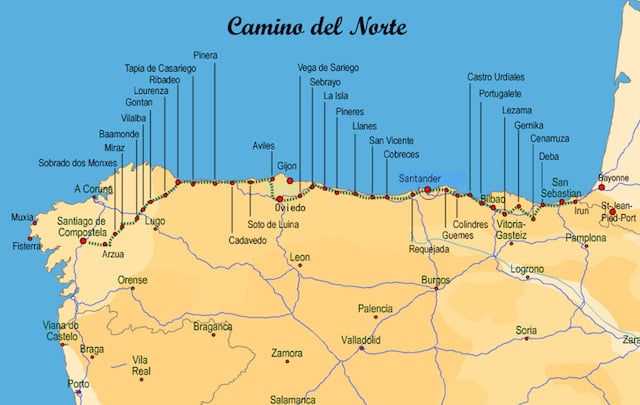 Camino del Norte
Pinera
Tapia de Casariego
Ribadeo
Lourenza
Gontan
Vilalba
Baamonde
Miraz
Sobrado dos Monxes
Vega de Sariego
Sebrayo
La Isla
Pineres
Llanes
San Vicente
Cobreces
Castro Urdiales
Portugalete
Lezama
Gernika
Cenarruza
Deba
Aviles
Gijon
Santander
San
Sebastian
Bayonne
A Coruna
Muxia
Fisterra
Santiago de
Compostela
Lugo
Arzua
Oviedo
Soto de Luina
Cadavedo
Requejada
Guemes
Colindres
Bilbao
Vitoria-
Gasteiz
Irun
St-Jean-
Pied-Port
Pamplona
Leon
Logrono
Orense
Burgos
Palencia
Viana do
Castelo
Braganca
Valladolid
Soria
Zara
Braga
Vila
Real
Zamora
Porto
Salamanca